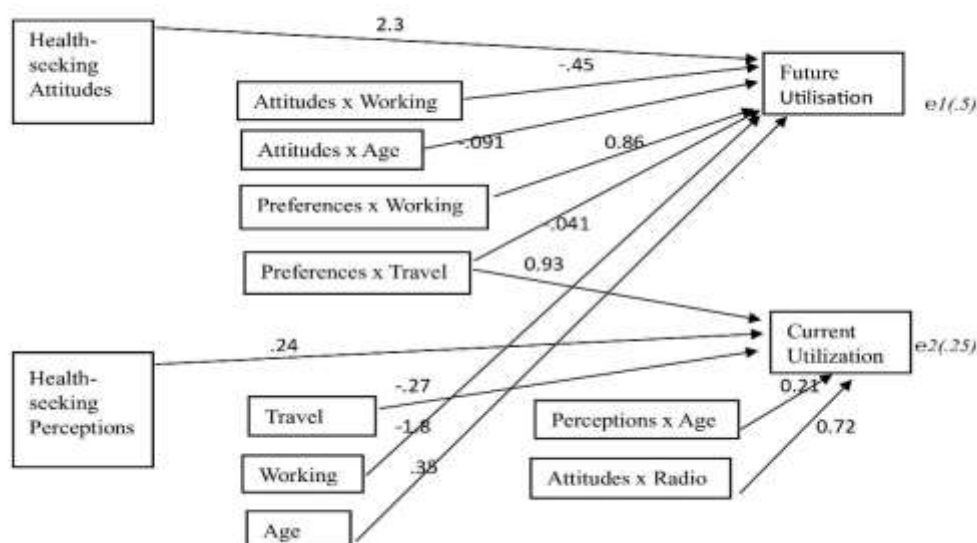 2.3
Health-
seeking
Attitudes
-.45
Future
Utilisation
e1(.5)
Attitudes x Working
Attitudes x Age
-.091
0.86
Preferences x Working
-.041
Preferences x Travel
0.93
Current
Utilization
e2(.25)
.24
Health-
seeking
Perceptions
-.27
0.21
Travel
-1.8
Perceptions x Age
0.72
Working
.35
Attitudes x Radio
Age